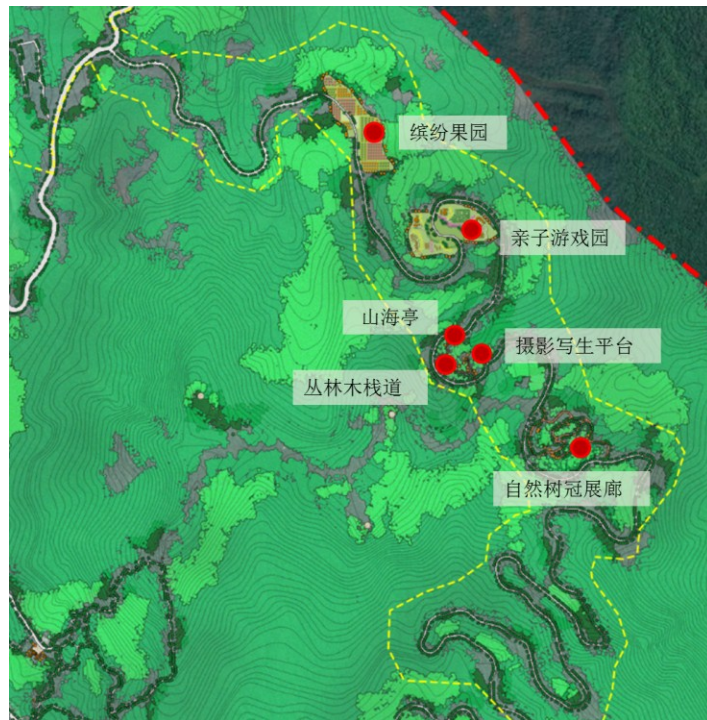 缤纷果园
亲子游戏园
山海亭
摄影写生平台
丛林木栈道
自然树冠展廊